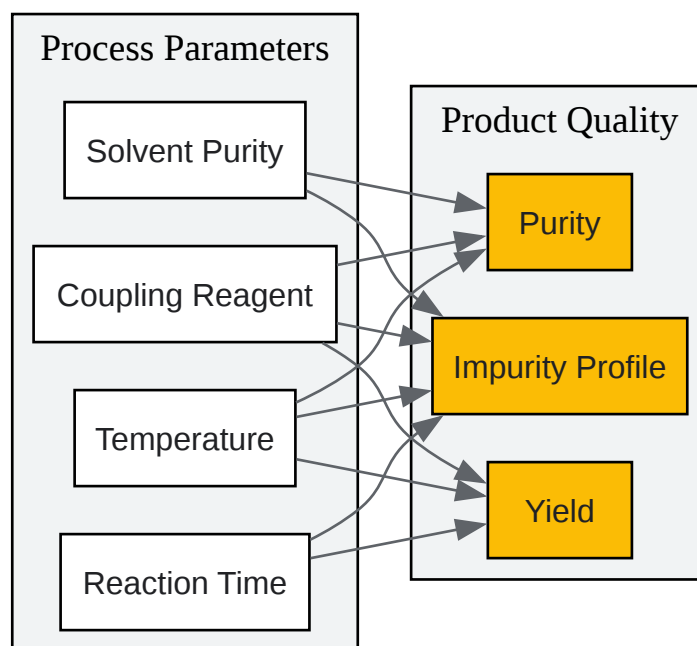 Process Parameters
Solvent Purity
Coupling Reagent
Temperature
Reaction Time
Product Quality
Purity
Impurity Profile
Yield